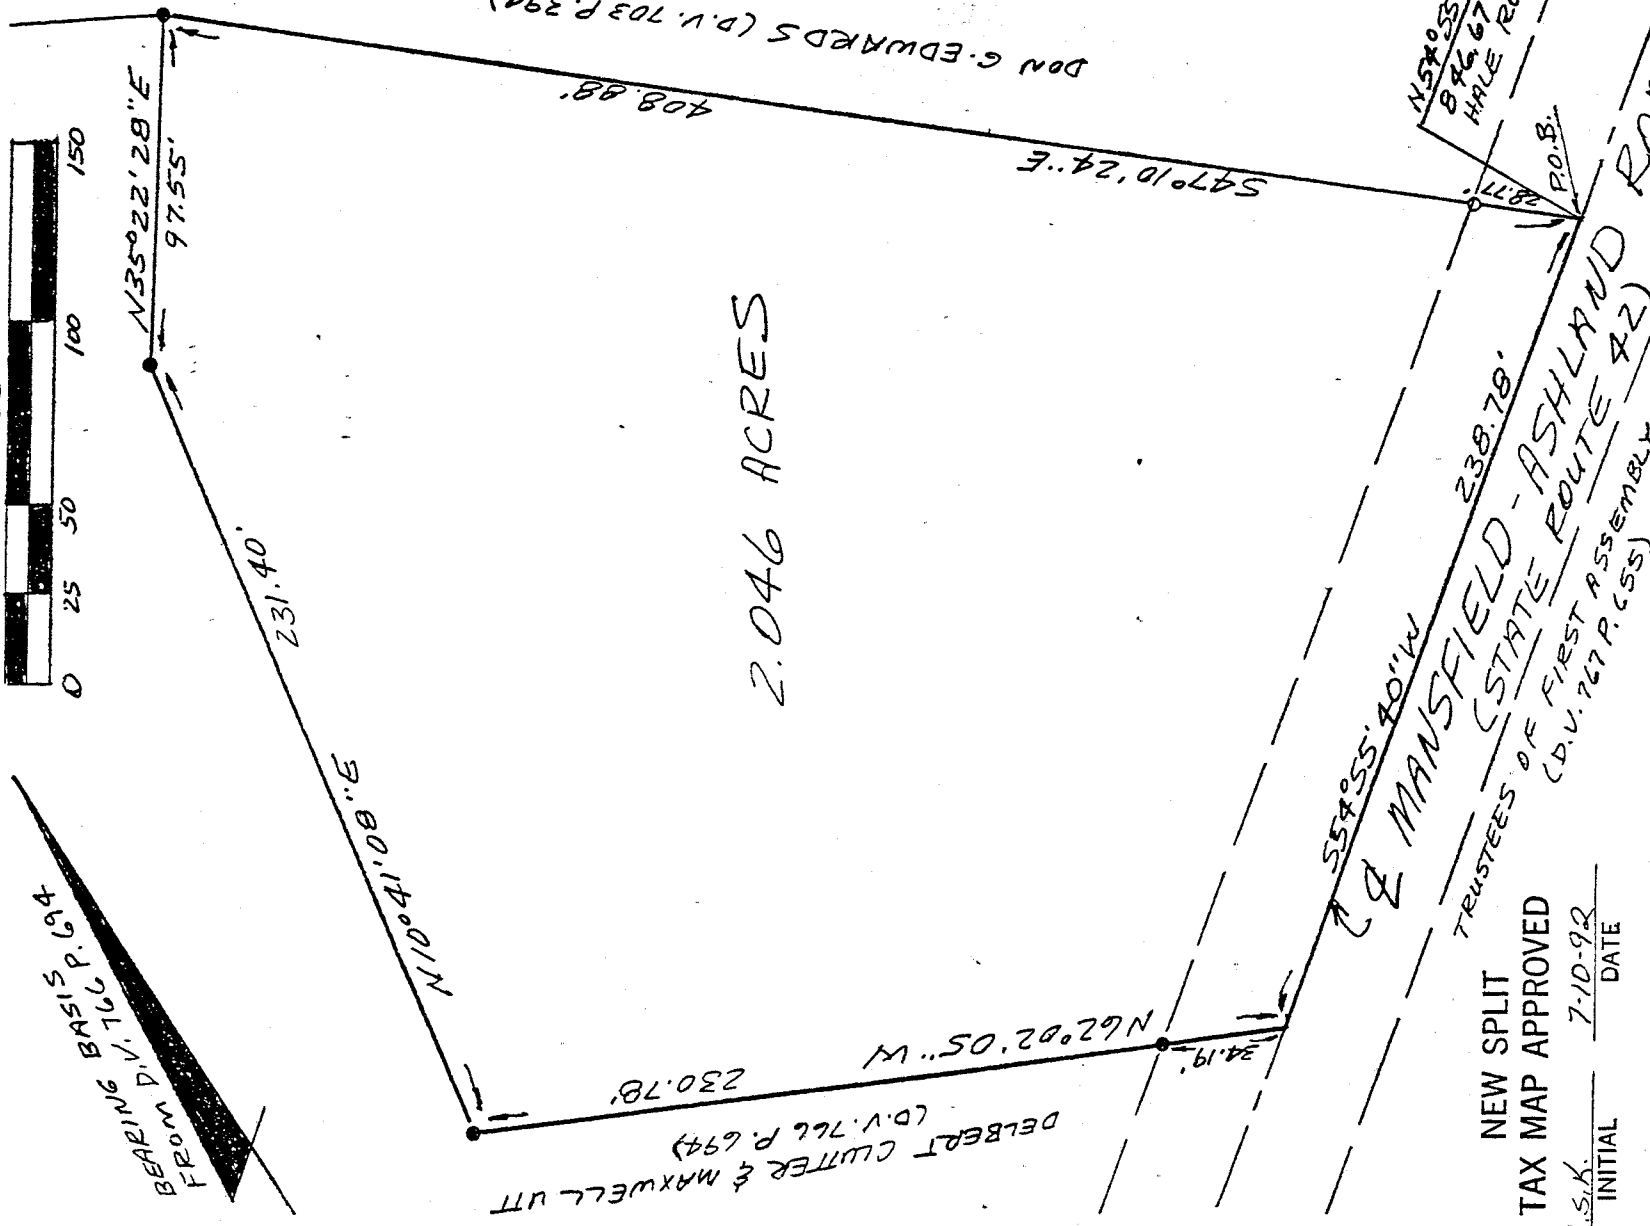 DON G. EDWARDS (D.V. 703 P. 394)
408.88'
S47°10'24"E
28.77'
N35°22'28"E
97.55'
0 25 50 100 150
231.40'
N10°41'08"E
2.046 ACRES
N54°55
846.67
HALE
P.O.B.
238.78'
S54°55'40"W
℄ MANSFIELD - ASHLAND
(STATE ROUTE 42)
TRUSTEES OF FIRST ASSEMBLY
(D.V. 767 P. 655)
BEARING BASIS
FROM D.V. 766 P. 694
N62°02'05"W
230.78'
34.19'
DELBERT CLUTTER & MAXWELL UTT
(D.V. 766 P. 694)
NEW SPLIT
TAX MAP APPROVED
S.K. 7-10-92
INITIAL DATE